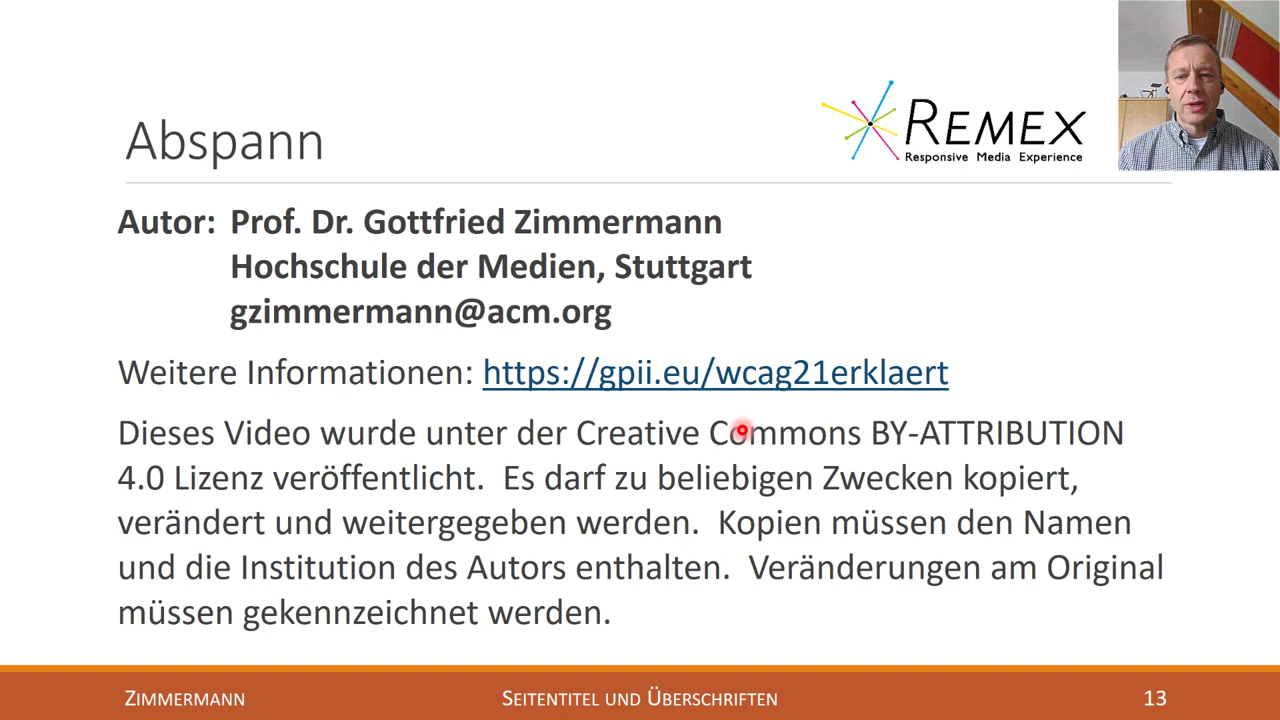 Abspann
REMEX
Responsive Media Experience
Autor: Prof. Dr. Gottfried Zimmermann
Hochschule der Medien, Stuttgart
gzimmermann@acm.org
Weitere Informationen: https://gpii.eu/wcag21erklaert
Dieses Video wurde unter der Creative Commons BY-ATTRIBUTION
4.0 Lizenz veröffentlicht. Es darf zu beliebigen Zwecken kopiert,
verändert und weitergegeben werden. Kopien müssen den Namen
und die Institution des Autors enthalten. Veränderungen am Original
müssen gekennzeichnet werden.
ZIMMERMANN
SEITENTITEL UND ÜBERSCHRIFTEN
13